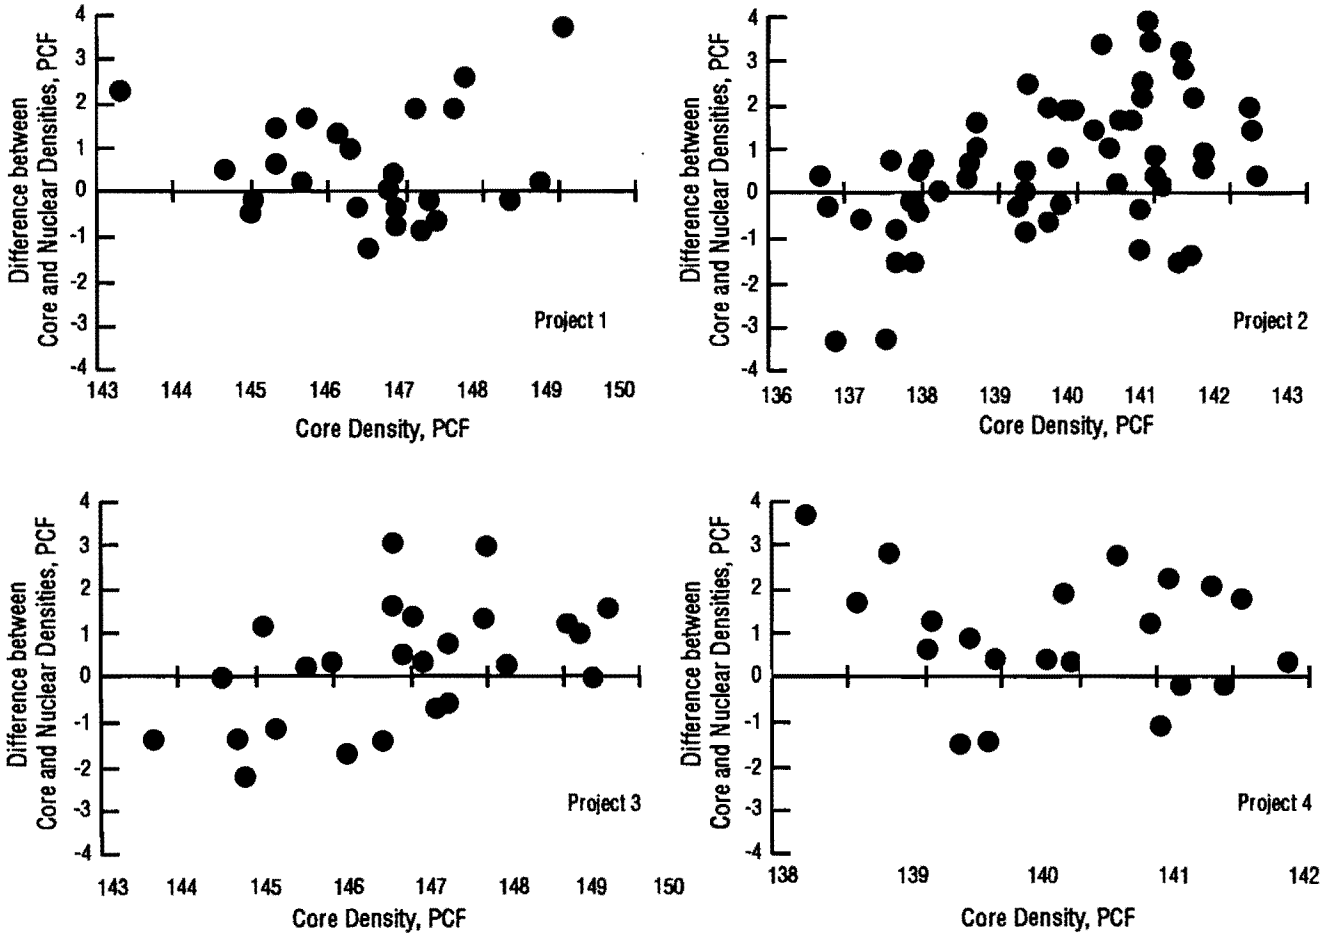 4
3
2
1
0
-1
-2
-3
-4
Difference between
Core and Nuclear Densities, PCF
Project 1
143 144 145 146 147 148 149 150
Core Density, PCF
4
3
2
1
0
-1
-2
-3
-4
Difference between
Core and Nuclear Densities, PCF
Project 2
136 137 138 139 140 141 142 143
Core Density, PCF
4
3
2
1
0
-1
-2
-3
-4
Difference between
Core and Nuclear Densities, PCF
Project 3
143 144 145 146 147 148 149 150
Core Density, PCF
4
3
2
1
0
-1
-2
-3
-4
Difference between
Core and Nuclear Densities, PCF
Project 4
138 139 140 141 142
Core Density, PCF